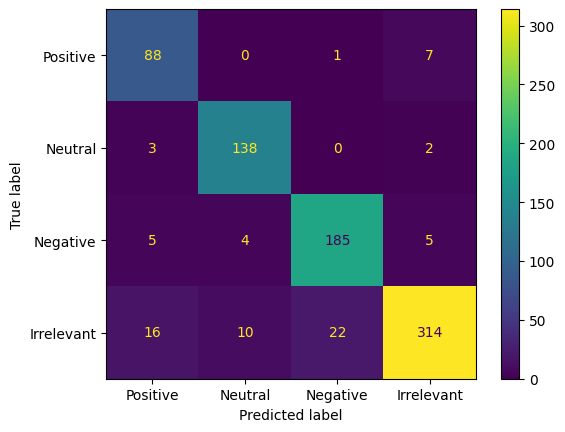 Positive 88 0 1 7
Neutral 3 138 0 2
Negative 5 4 185 5
Irrelevant 16 10 22 314
Positive Neutral Negative Irrelevant
Predicted label
True label
300
250
200
150
100
50
0